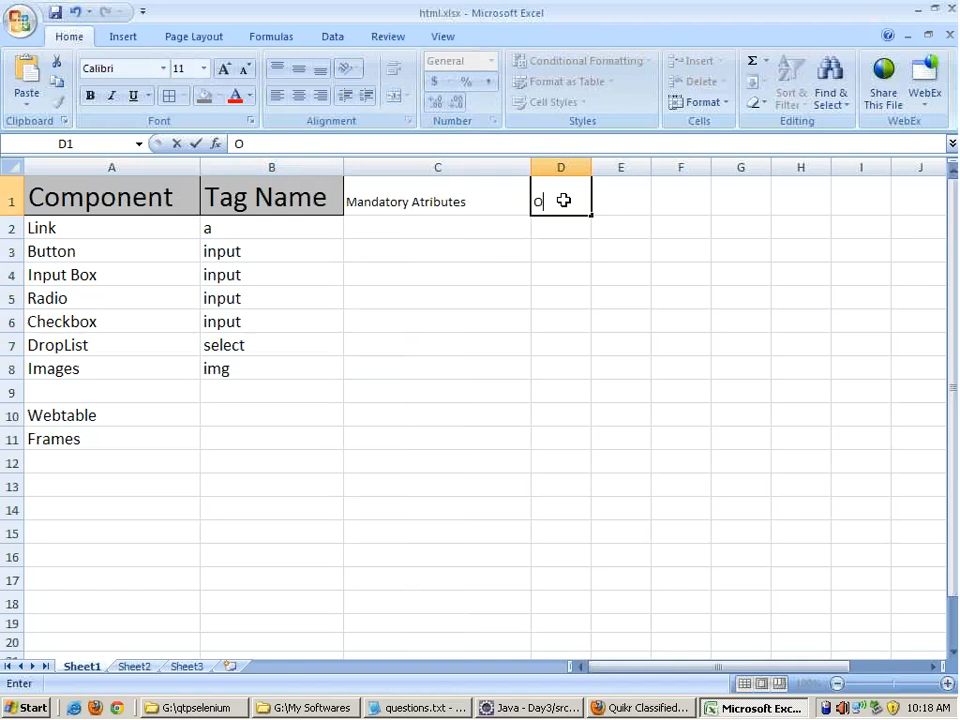 html.xlsx - Microsoft Excel
Home Insert Page Layout Formulas Data Review View
Paste
Calibri 11
General
Conditional Formatting
Format as Table
Cell Styles
Insert
Delete
Format
Sort & Filter
Find & Select
Share This File
WebEx
Clipboard Font Alignment Number Styles Cells Editing WebEx
D1 O
A B C D E F G H I J
1 Component Tag Name Mandatory Atributes O
2 Link a
3 Button input
4 Input Box input
5 Radio input
6 Checkbox input
7 DropList select
8 Images img
9
10 Webtable
11 Frames
12
13
14
15
16
17
18
19
20
Sheet1 Sheet2 Sheet3
Enter 100%
Start G:\qtpselenium G:\My Softwares questions.txt - ... Java - Day3/src... Quikr Classified... Microsoft Exc... 10:18 AM